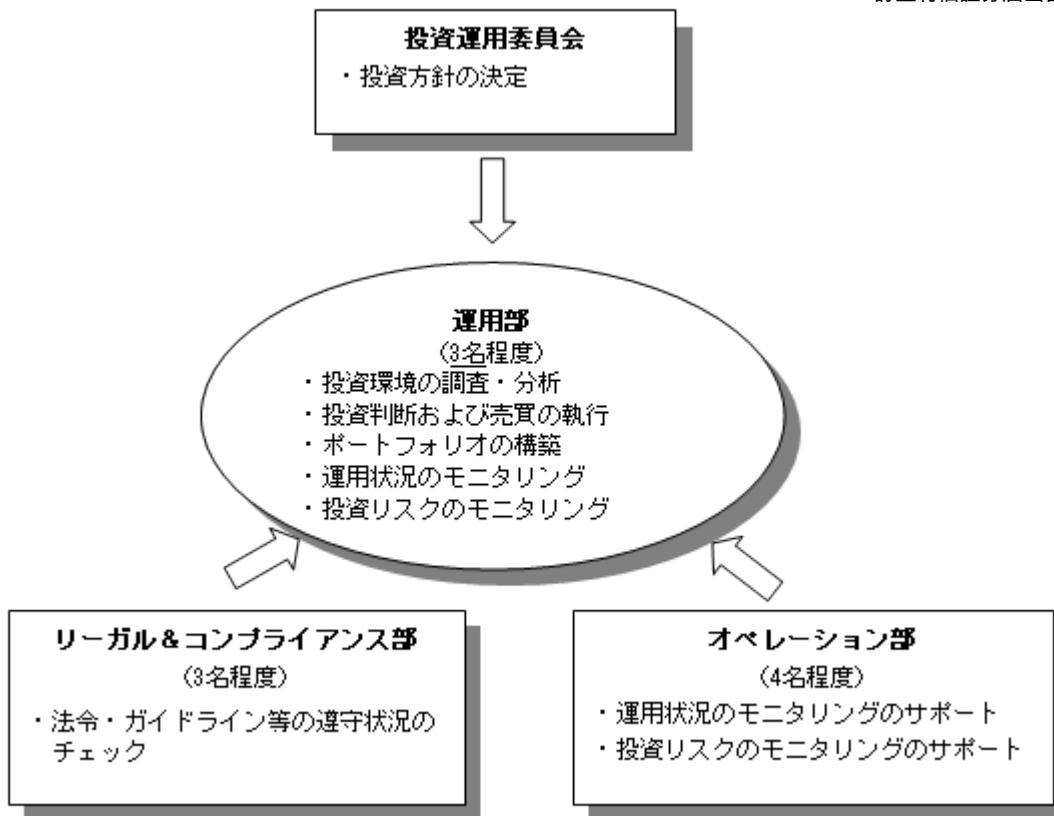 投資運用委員会
・投資方針の決定
運用部
(3名程度)
・投資環境の調査・分析
・投資判断および売買の執行
・ポートフォリオの構築
・運用状況のモニタリング
・投資リスクのモニタリング
リーガル&コンプライアンス部
(3名程度)
・法令・ガイドライン等の遵守状況の
チェック
オペレーション部
(4名程度)
・運用状況のモニタリングのサポート
・投資リスクのモニタリングのサポート